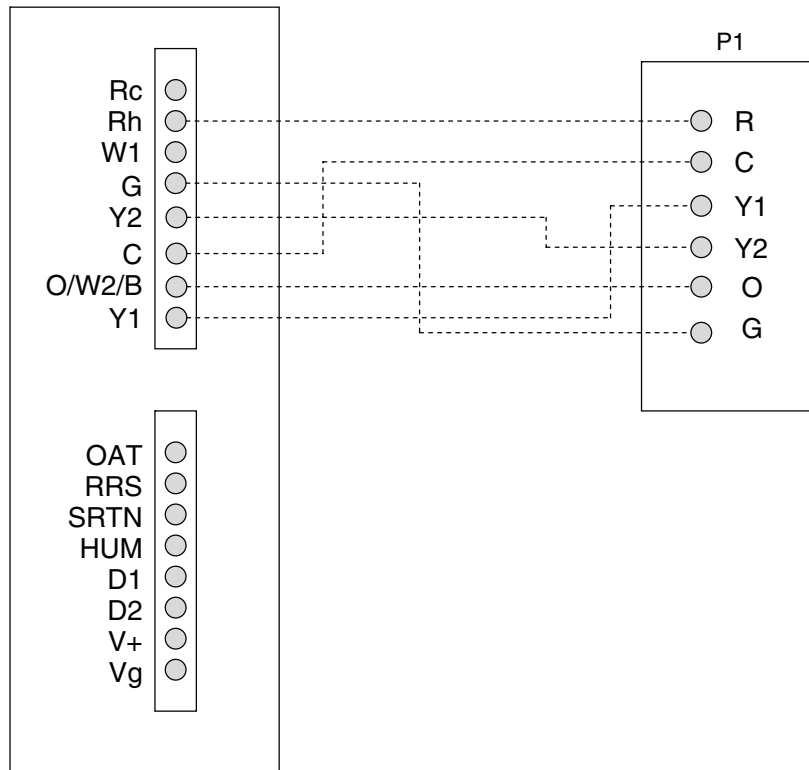 Rc
Rh
W1
G
Y2
C
O/W2/B
Y1
OAT
RRS
SRTN
HUM
D1
D2
V+
Vg
P1
R
C
Y1
Y2
O
G